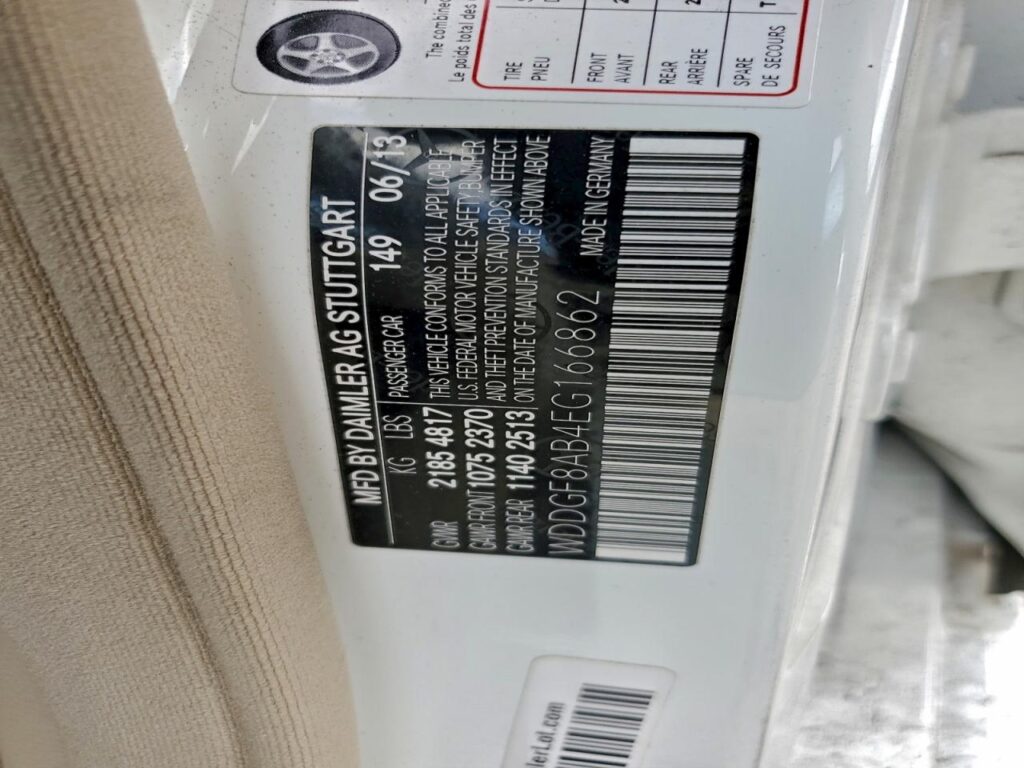 MFD BY DAIMLER AG STUTTGART
KG LBS PASSENGER CAR 149 06/13
GVWR 2185 4817 THIS VEHICLE CONFORMS TO ALL APPLICABLE
GAWR FRONT 1075 2370 U.S. FEDERAL MOTOR VEHICLE SAFETY BUMPER
AND THEFT PREVENTION STANDARDS IN EFFECT
GAWR REAR 1140 2513 ON THE DATE OF MANUFACTURE SHOWN ABOVE
WDDGF8AB4EG166862 MADE IN GERMANY
The combined
Le poids total des
TIRE
PNEU
FRONT
AVANT
REAR
ARRIÈRE
SPARE
DE SECOURS
lerLot.com